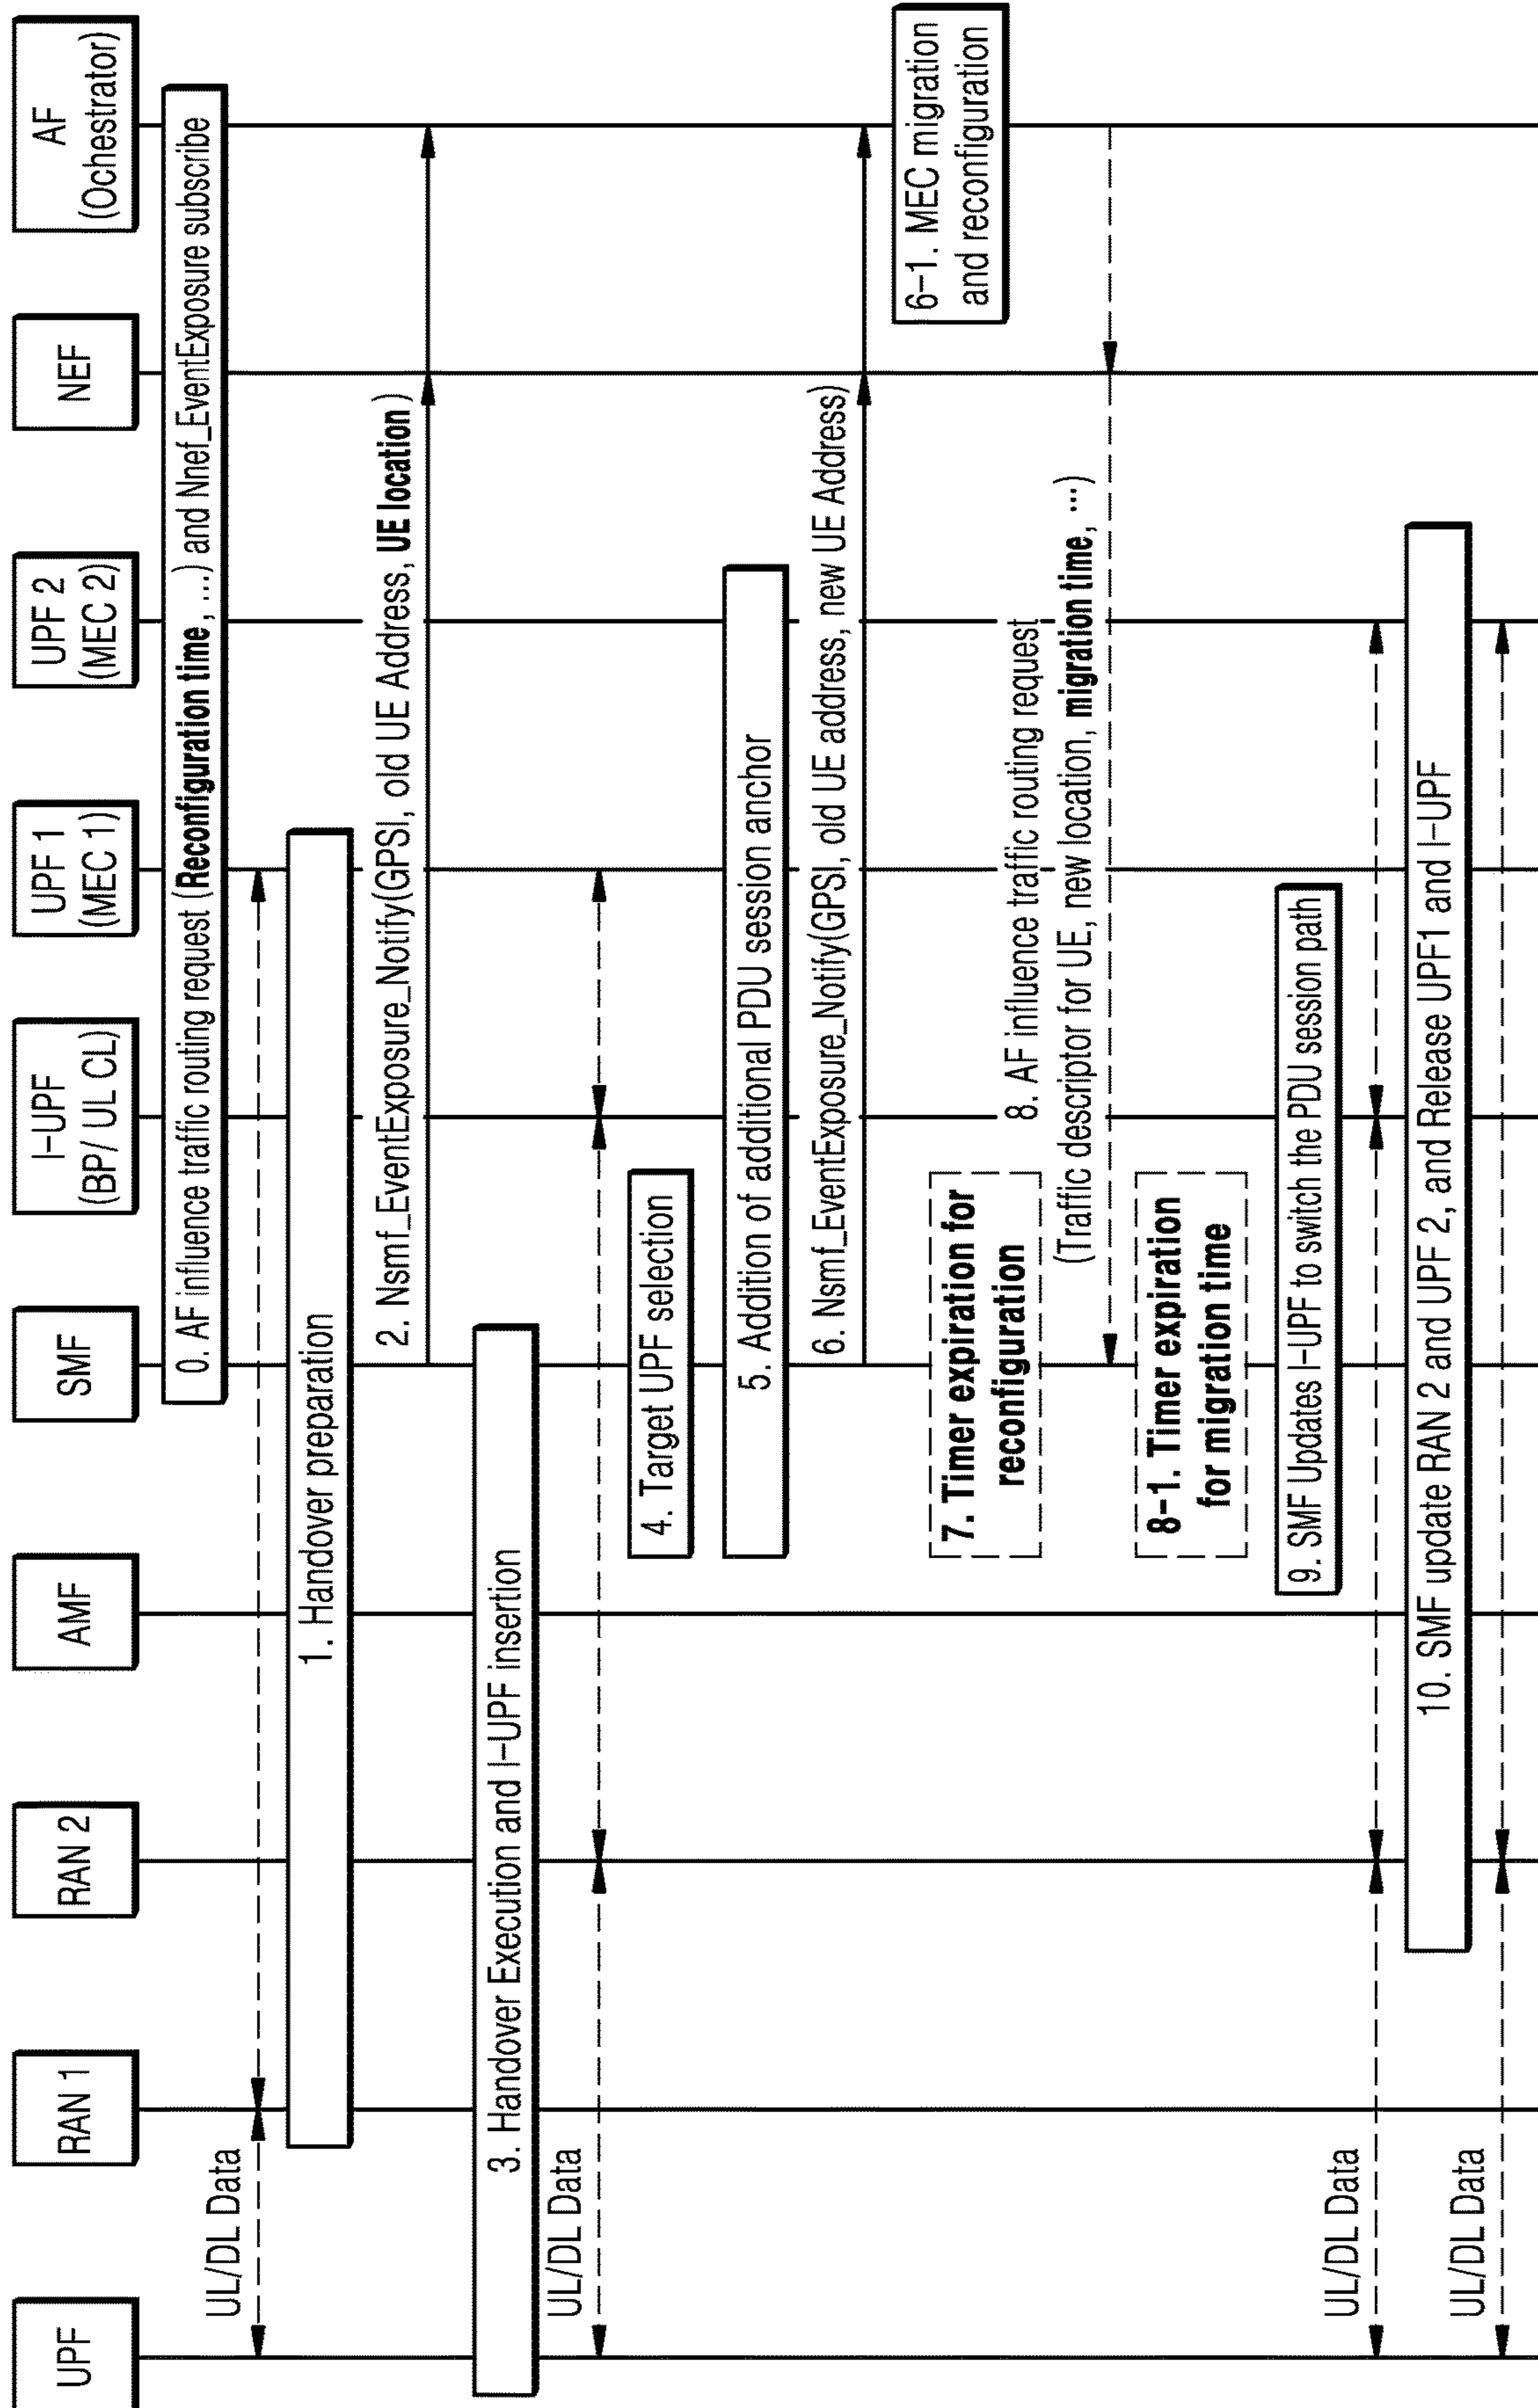 UPF
RAN 1
RAN 2
AMF
SMF
I-UPF
(BP/ UL CL)
UPF 1
(MEC 1)
UPF 2
(MEC 2)
NEF
AF
(Ochestrator)
0. AF influence traffic routing request (Reconfiguration time, ...) and Nnef_EventExposure subscribe
UL/DL Data
1. Handover preparation
2. Nsmf_EventExposure_Notify(GPSI, old UE Address, UE location)
3. Handover Execution and I-UPF insertion
UL/DL Data
4. Target UPF selection
5. Addition of additional PDU session anchor
6. Nsmf_EventExposure_Notify(GPSI, old UE address, new UE Address)
6-1. MEC migration
and reconfiguration
7. Timer expiration for
reconfiguration
8. AF influence traffic routing request
(Traffic descriptor for UE, new location, migration time, ...)
8-1. Timer expiration
for migration time
9. SMF Updates I-UPF to switch the PDU session path
UL/DL Data
10. SMF update RAN 2 and UPF 2, and Release UPF1 and I-UPF
UL/DL Data